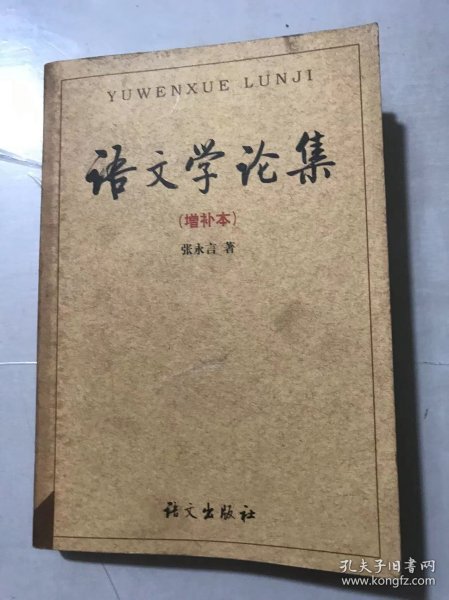 YUWENXUE LUNJI
语文学论集
(增补本)
张永言 著
语文出版社
孔夫子旧书网
www.kongfz.com